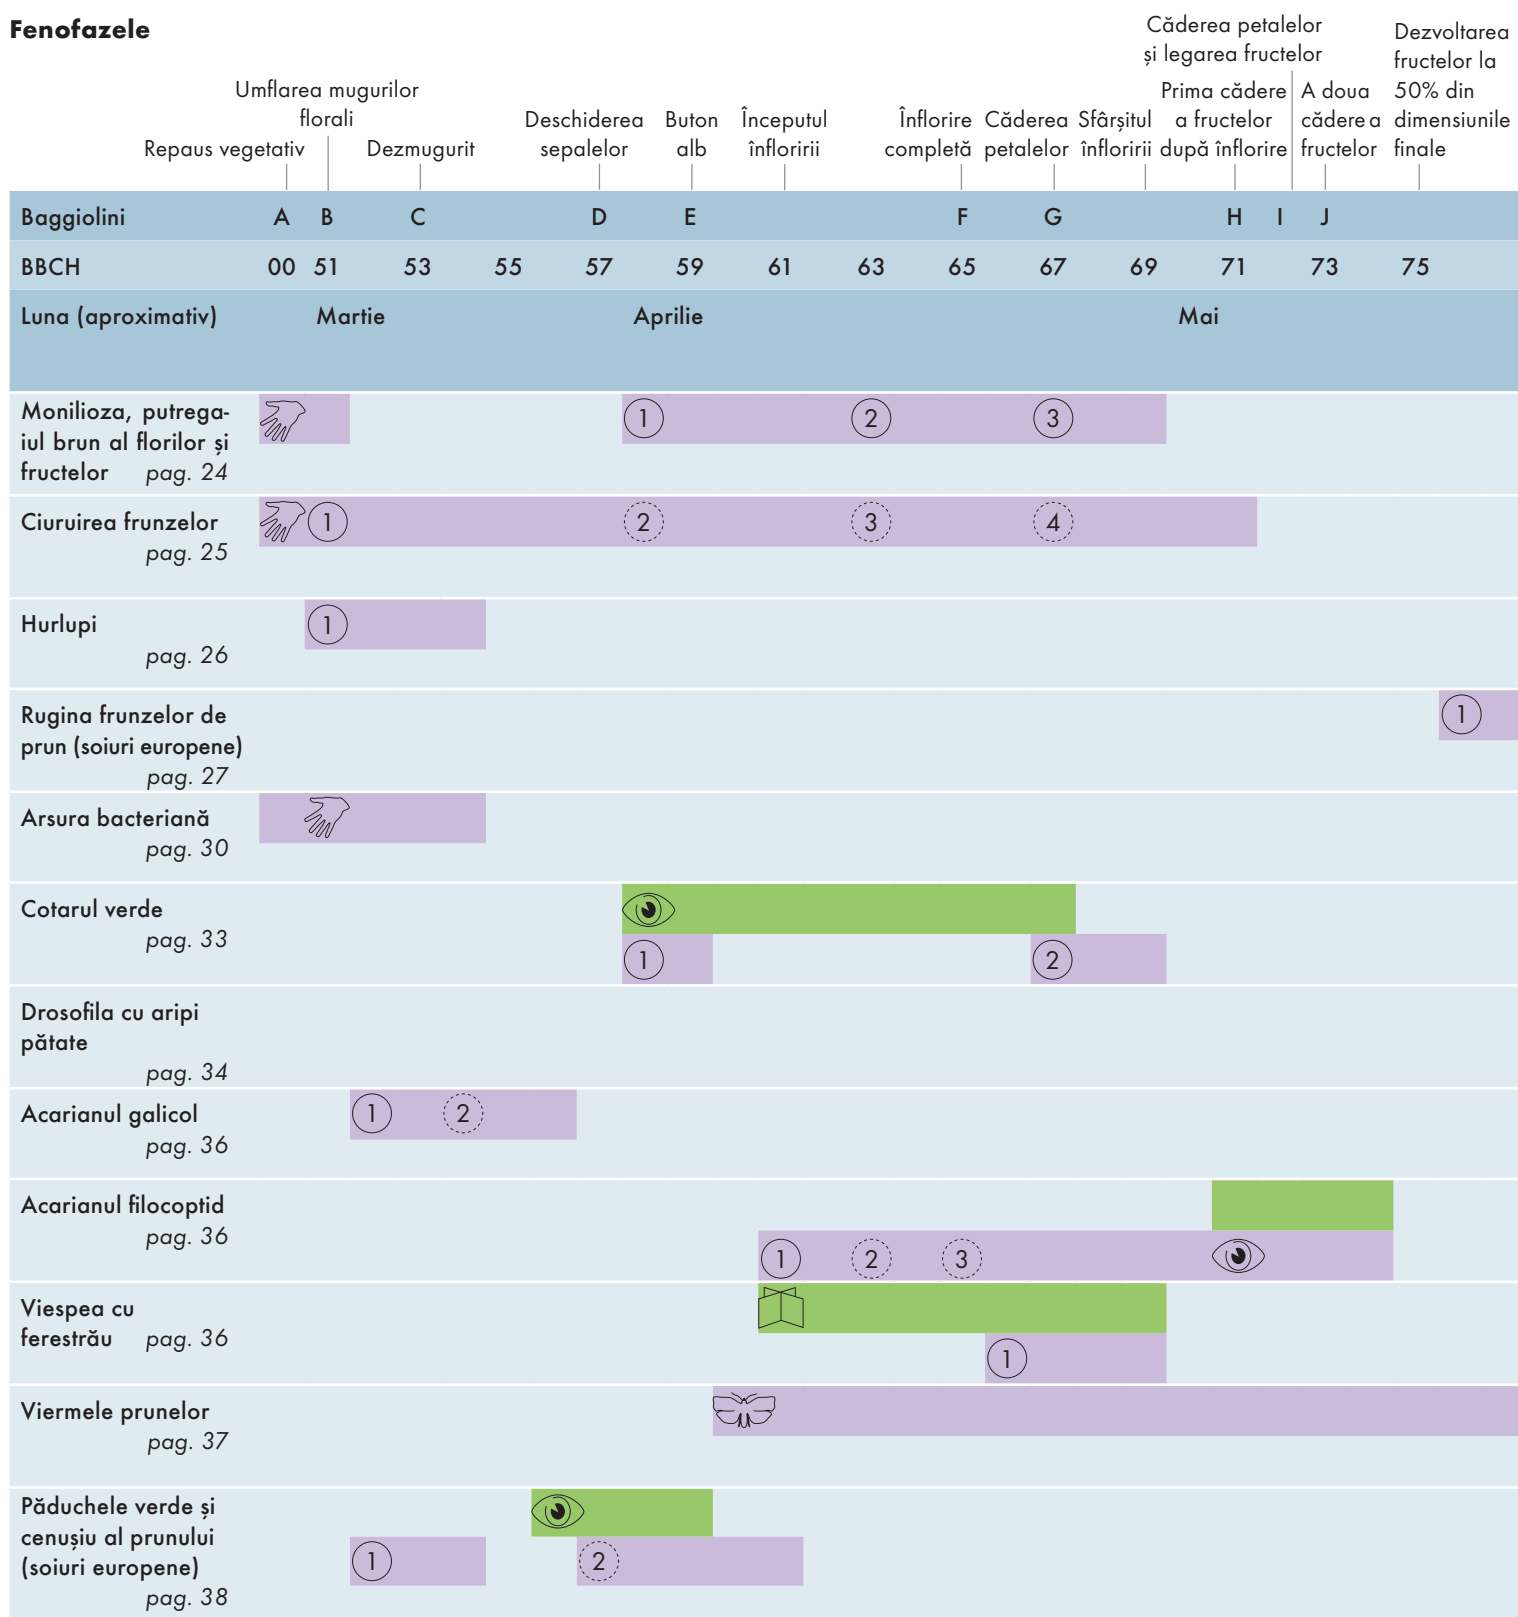 Fenofazele
Căderea petalelor
și legarea fructelor
Dezvoltarea
fructelor la
50% din
dimensiunile
finale
Umflarea mugurilor
florali
Prima cădere
a fructelor
după înflorire
A doua
cădere a
fructelor
Repaus vegetativ
Dezmugurit
Deschiderea
sepalelor
Buton
alb
Începutul
înfloririi
Înflorire
completă
Căderea
petalelor
Sfârșitul
înfloririi
Baggiolini A B C D E F G H I J
BBCH 00 51 53 55 57 59 61 63 65 67 69 71 73 75
Luna (aproximativ) Martie Aprilie Mai
Monilioza, putrega-
iul brun al florilor și
fructelor pag. 24
1 2 3
Ciuruirea frunzelor
pag. 25
1 2 3 4
Hurlupi
pag. 26
1
Rugina frunzelor de
prun (soiuri europene)
pag. 27
1
Arsura bacteriană
pag. 30
Cotarul verde
pag. 33
1 2
Drosofila cu aripi
pătate
pag. 34
Acarianul galicol
pag. 36
1 2
Acarianul filocoptid
pag. 36
1 2 3
Viespea cu
ferestrău pag. 36
1
Viermele prunelor
pag. 37
Păduchele verde și
cenușiu al prunului
(soiuri europene)
pag. 38
1 2